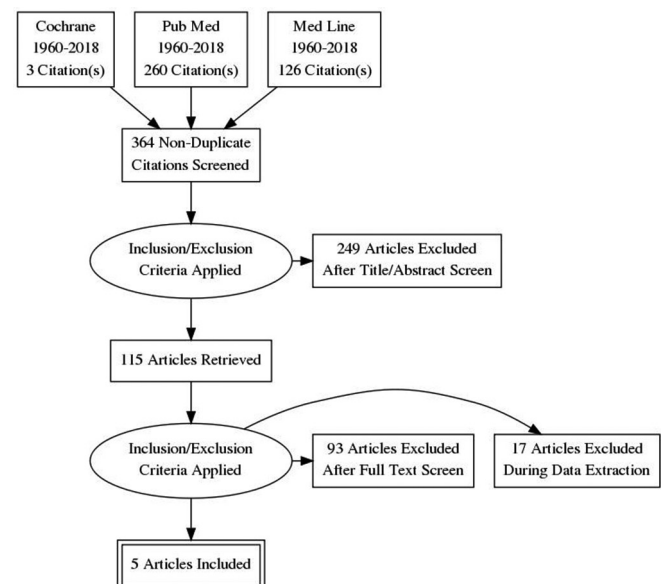 Cochrane
1960-2018
3 Citation(s)
Pub Med
1960-2018
260 Citation(s)
Med Line
1960-2018
126 Citation(s)
364 Non-Duplicate
Citations Screened
Inclusion/Exclusion
Criteria Applied
249 Articles Excluded
After Title/Abstract Screen
115 Articles Retrieved
Inclusion/Exclusion
Criteria Applied
93 Articles Excluded
After Full Text Screen
17 Articles Excluded
During Data Extraction
5 Articles Included